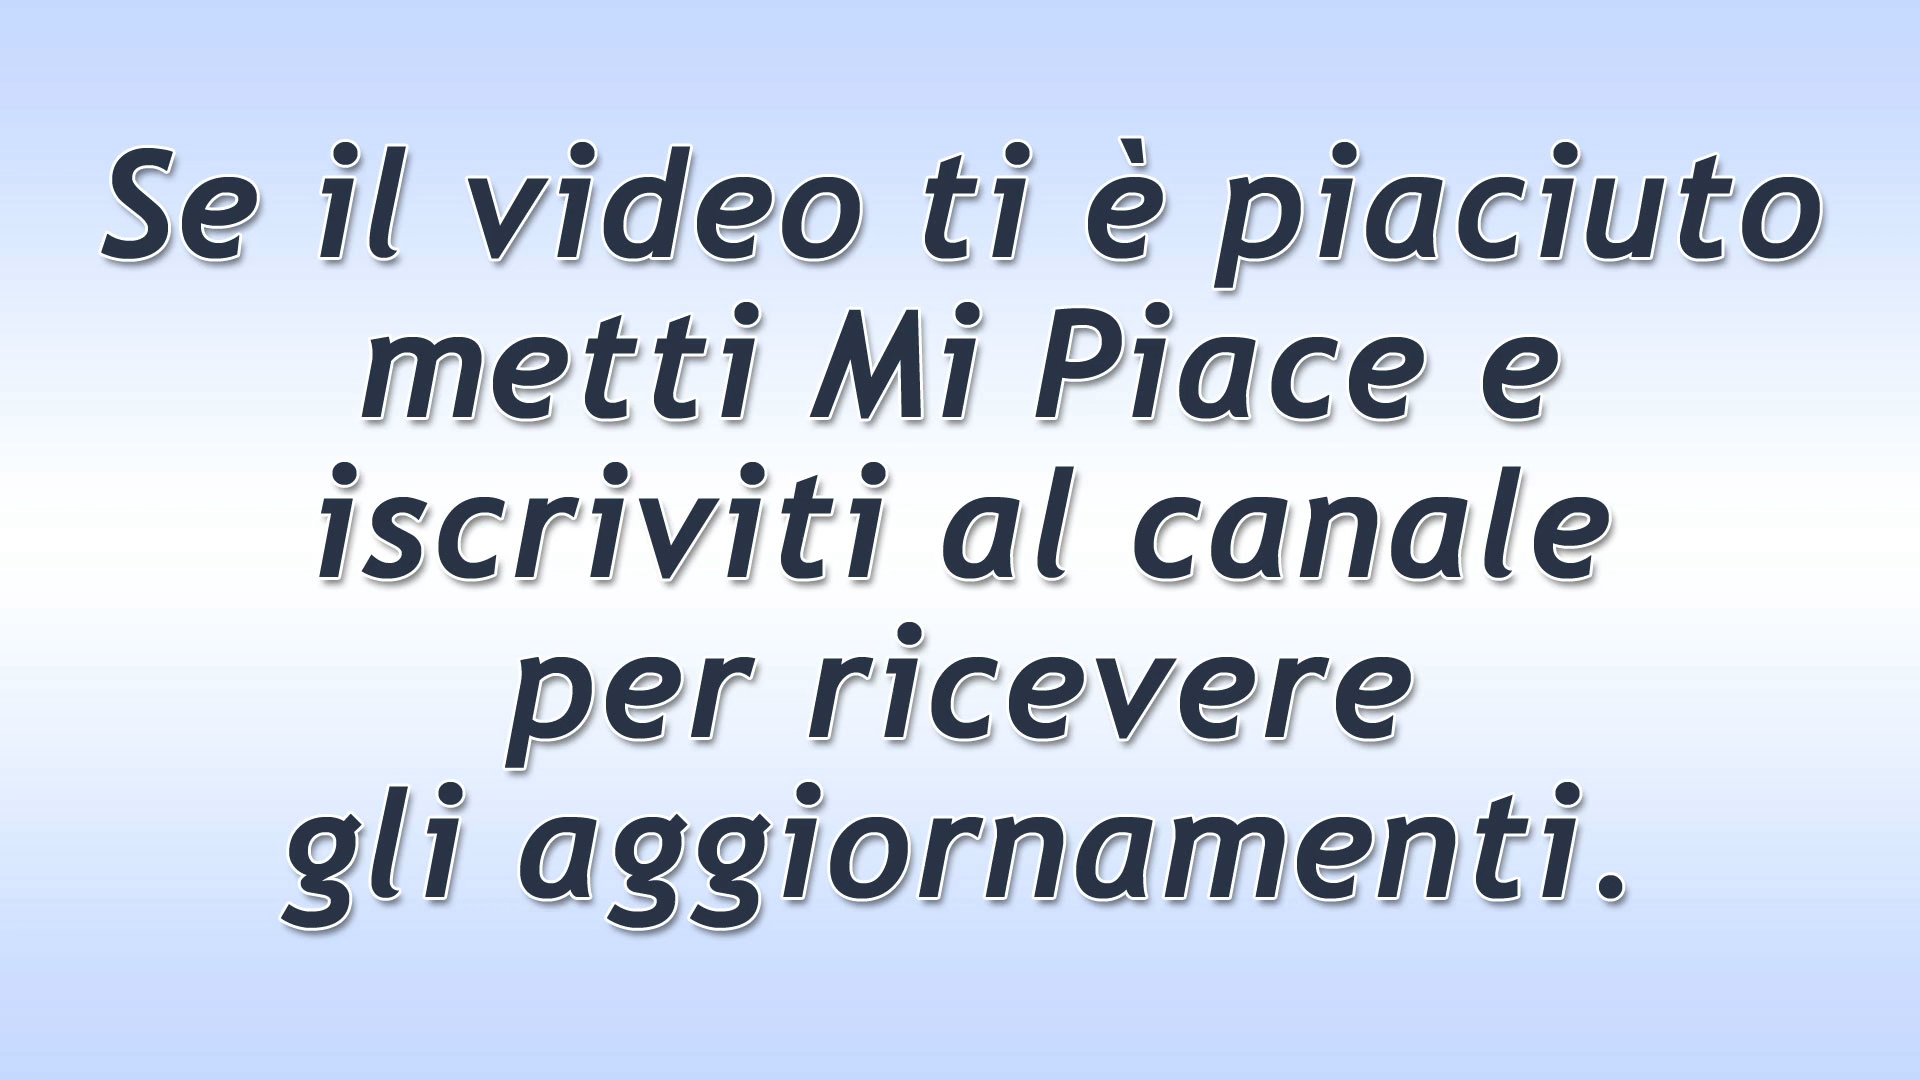 Se il video ti è piaciuto
metti Mi Piace e
iscriviti al canale
per ricevere
gli aggiornamenti.